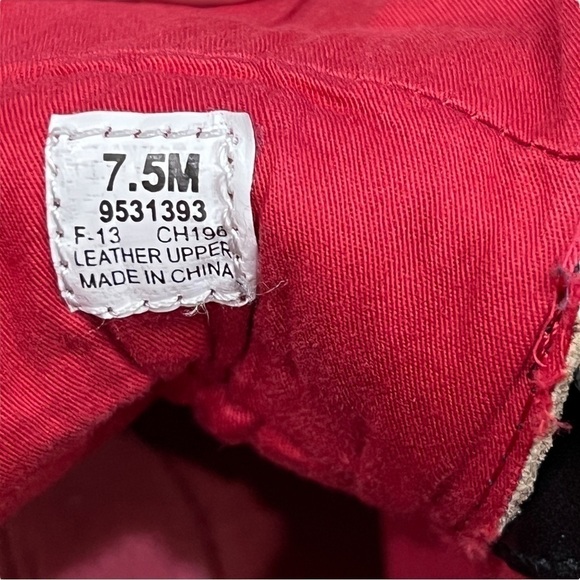 7.5M
9531393
F-13 CH196
LEATHER UPPER
MADE IN CHINA